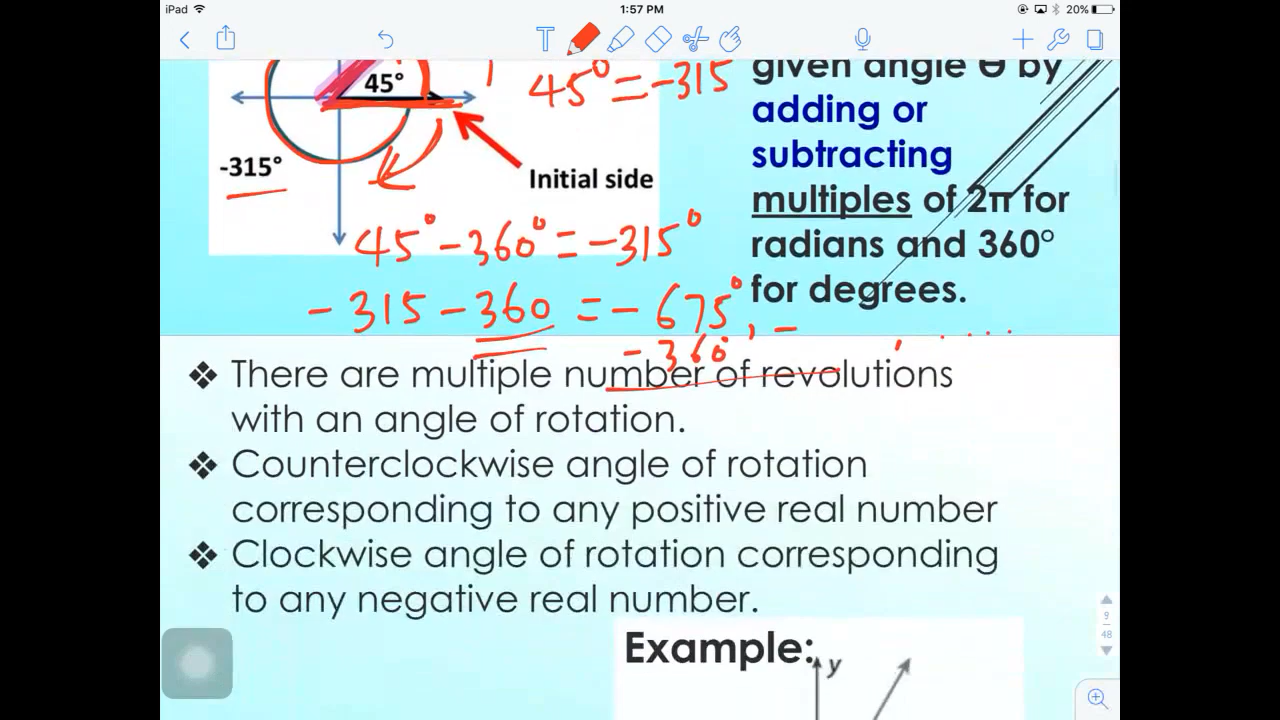 iPad 1:57 PM 20%
T
45°
45° = -315
given angle Θ by
adding or
subtracting
multiples of 2π for
radians and 360°
for degrees.
-315°
Initial side
45° - 360° = -315°
- 315 - 360 = - 675°, -
- 360°
❖ There are multiple number of revolutions
with an angle of rotation.
❖ Counterclockwise angle of rotation
corresponding to any positive real number
❖ Clockwise angle of rotation corresponding
to any negative real number.
9
48
Example:
y